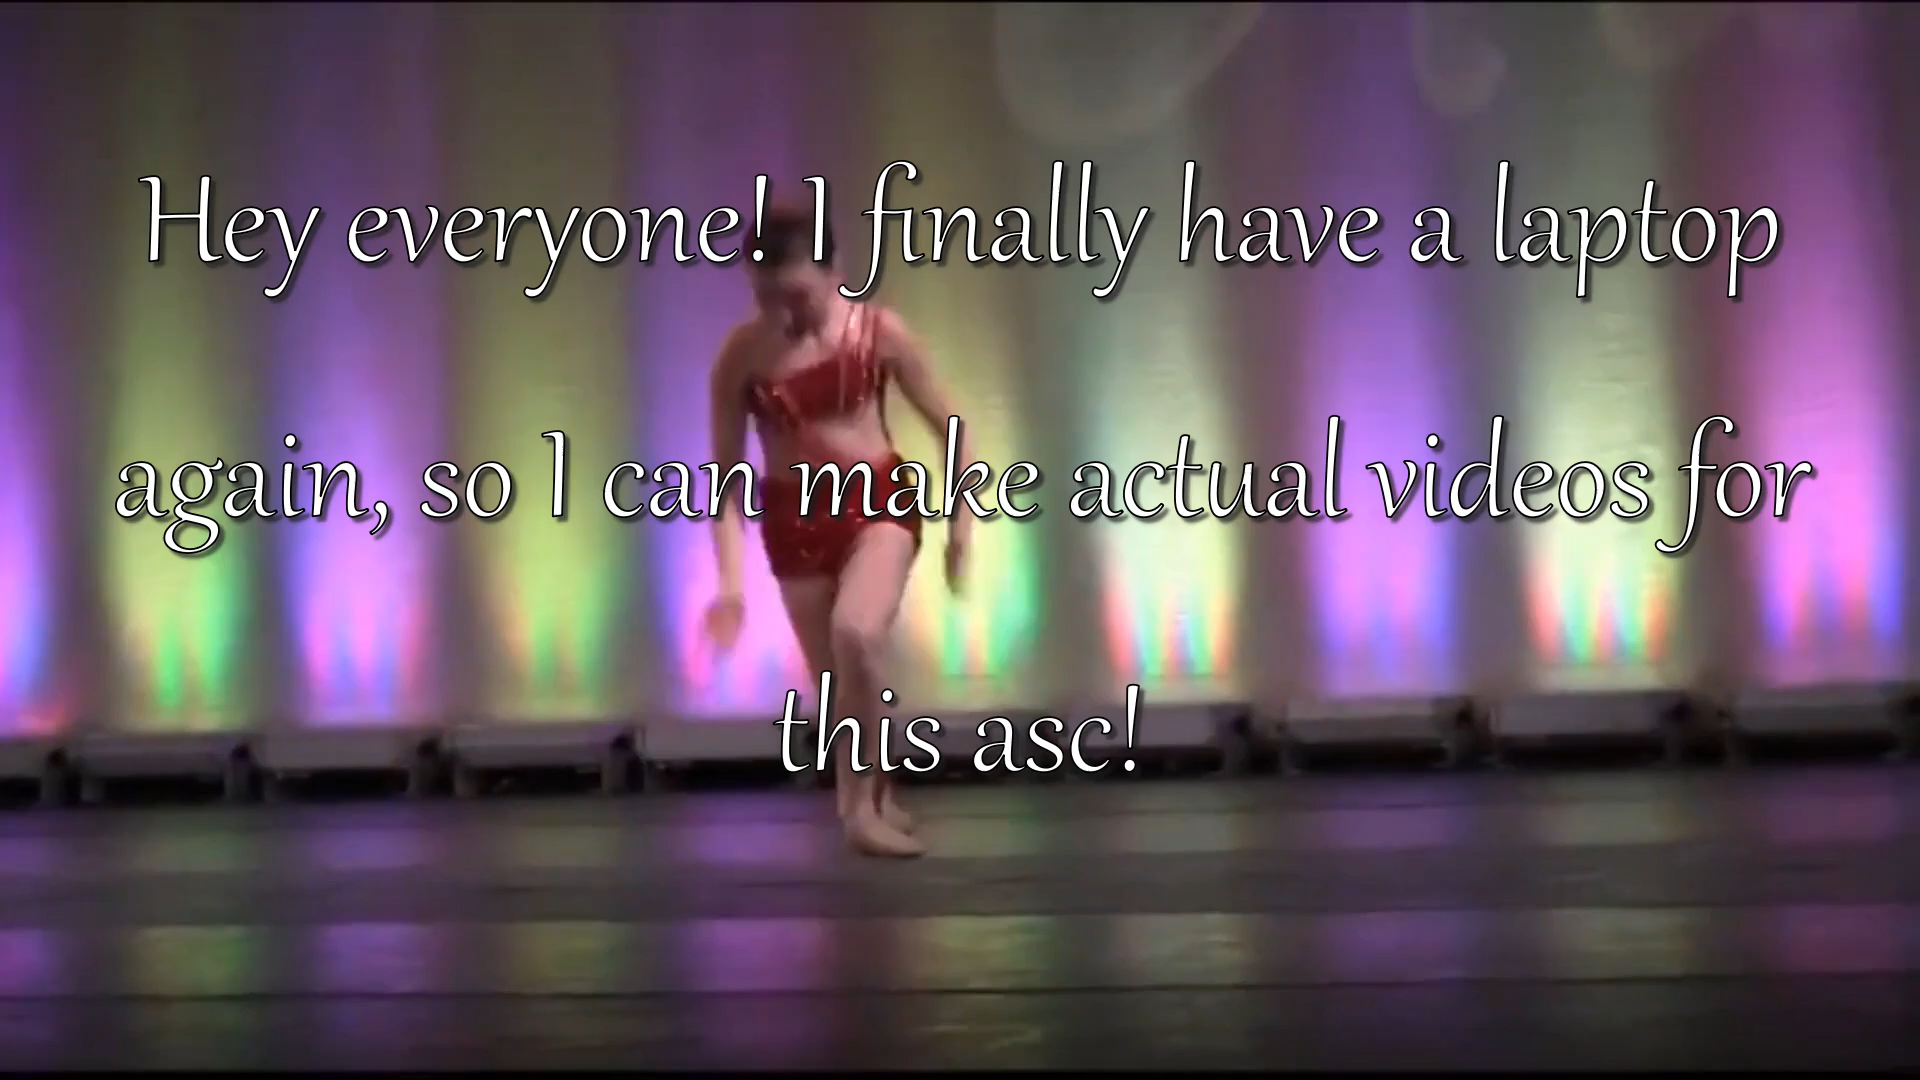 Hey everyone! I finally have a laptop
again, so I can make actual videos for
this asc!